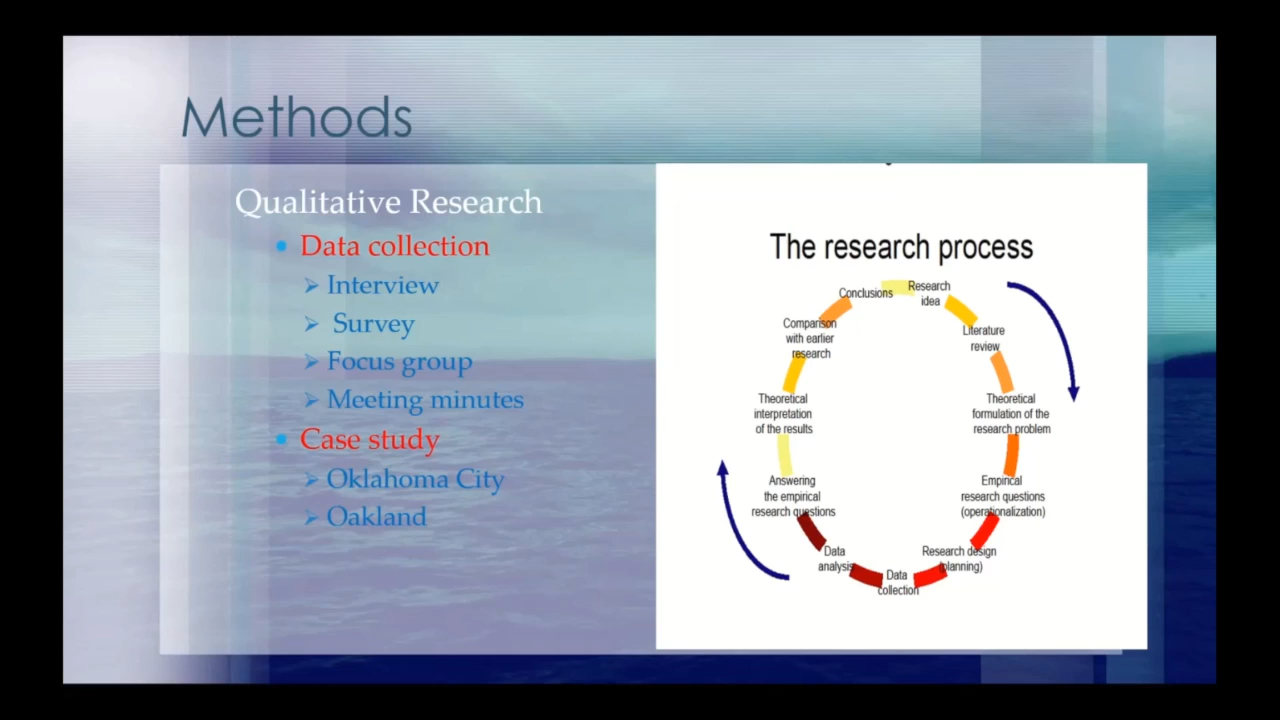 Methods
Qualitative Research
Data collection
Interview
Survey
Focus group
Meeting minutes
Case study
Oklahoma City
Oakland
The research process
Research
idea
Literature
review
Theoretical
formulation of the
research problem
Empirical
research questions
(operationalization)
Research design
(planning)
Data
collection
Data
analysis
Answering
the empirical
research questions
Theoretical
interpretation
of the results
Comparison
with earlier
research
Conclusions